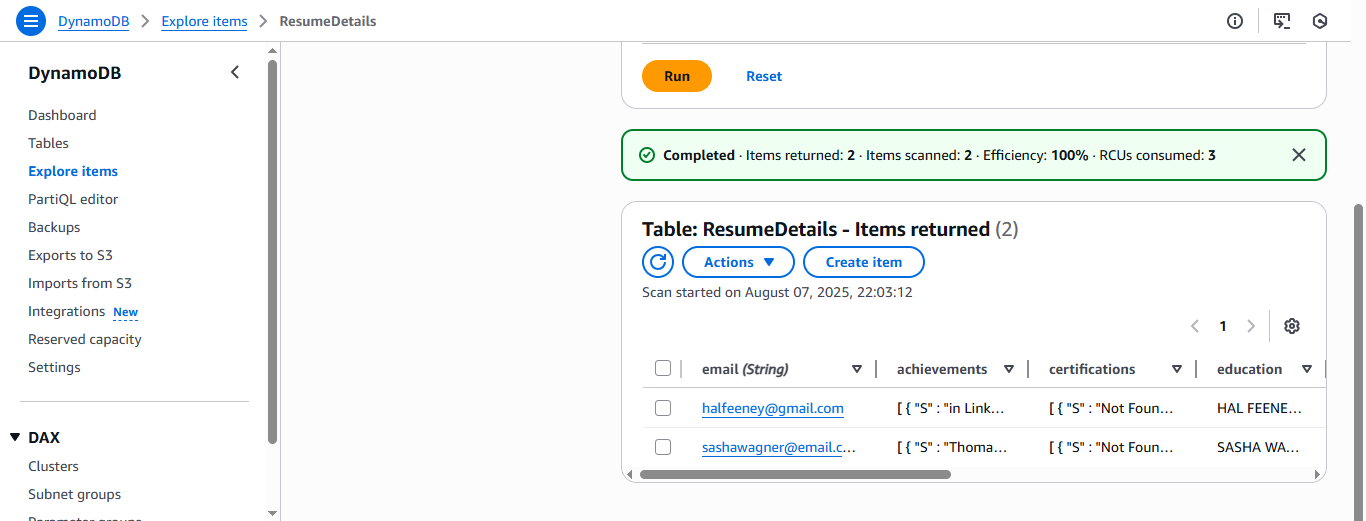 DynamoDB > Explore items > ResumeDetails
DynamoDB
Dashboard
Tables
Explore items
PartiQL editor
Backups
Exports to S3
Imports from S3
Integrations New
Reserved capacity
Settings
DAX
Clusters
Subnet groups
Parameter groups
Run Reset
Completed · Items returned: 2 · Items scanned: 2 · Efficiency: 100% · RCUs consumed: 3
Table: ResumeDetails - Items returned (2)
Actions Create item
Scan started on August 07, 2025, 22:03:12
1
email (String) achievements certifications education
halfeeney@gmail.com [ { "S" : "in Link... [ { "S" : "Not Foun... HAL FEENE...
sashawagner@email.c... [ { "S" : "Thoma... [ { "S" : "Not Foun... SASHA WA...